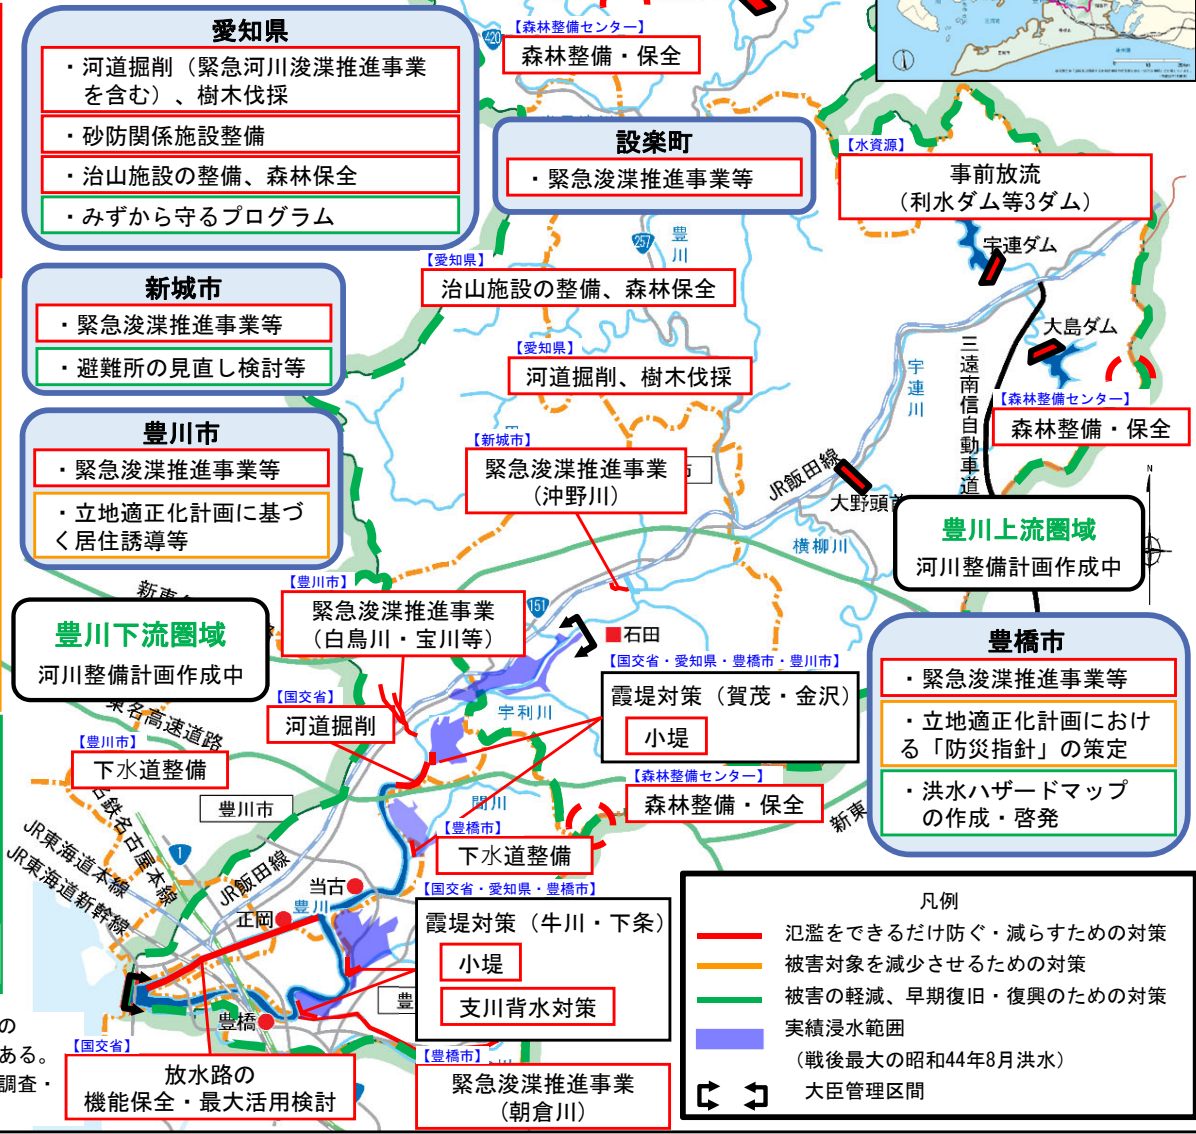 愛知県
・河道掘削（緊急河川浚渫推進事業
を含む）、樹木伐採
・砂防関係施設整備
・治山施設の整備、森林保全
・みずから守るプログラム
420
【森林整備センター】
森林整備・保全
設楽町
・緊急浚渫推進事業等
【水資源】
事前放流
（利水ダム等3ダム）
257
豊川
宇連ダム
【愛知県】
治山施設の整備、森林保全
新城市
・緊急浚渫推進事業等
・避難所の見直し検討等
大島ダム
【愛知県】
河道掘削、樹木伐採
宇連川
三遠南信自動車道
【森林整備センター】
森林整備・保全
豊川市
・緊急浚渫推進事業等
・立地適正化計画に基づ
く居住誘導等
【新城市】
緊急浚渫推進事業
（沖野川）
市
JR飯田線
大野頭首
横柳川
N
豊川上流圏域
河川整備計画作成中
新東
【豊川市】
緊急浚渫推進事業
（白鳥川・宝川等）
151
石田
豊川下流圏域
河川整備計画作成中
東名高速道路
【国交省・愛知県・豊橋市・豊川市】
霞堤対策（賀茂・金沢）
小堤
豊橋市
・緊急浚渫推進事業等
・立地適正化計画におけ
る「防災指針」の策定
・洪水ハザードマップ
の作成・啓発
【国交省】
河道掘削
宇利川
【豊川市】
下水道整備
【森林整備センター】
森林整備・保全
新東
間川
豊川市
名鉄名古屋本線
JR東海道本線
JR東海道新幹線
1
JR飯田線
【豊橋市】
下水道整備
当古
豊川
正岡
【国交省・愛知県・豊橋市】
霞堤対策（牛川・下条）
小堤
支川背水対策
豊
豊橋
凡例
氾濫をできるだけ防ぐ・減らすための対策
被害対象を減少させるための対策
被害の軽減、早期復旧・復興のための対策
実績浸水範囲
（戦後最大の昭和44年8月洪水）
大臣管理区間
の
ある。
調査・
【国交省】
放水路の
機能保全・最大活用検討
【豊橋市】
緊急浚渫推進事業
（朝倉川）